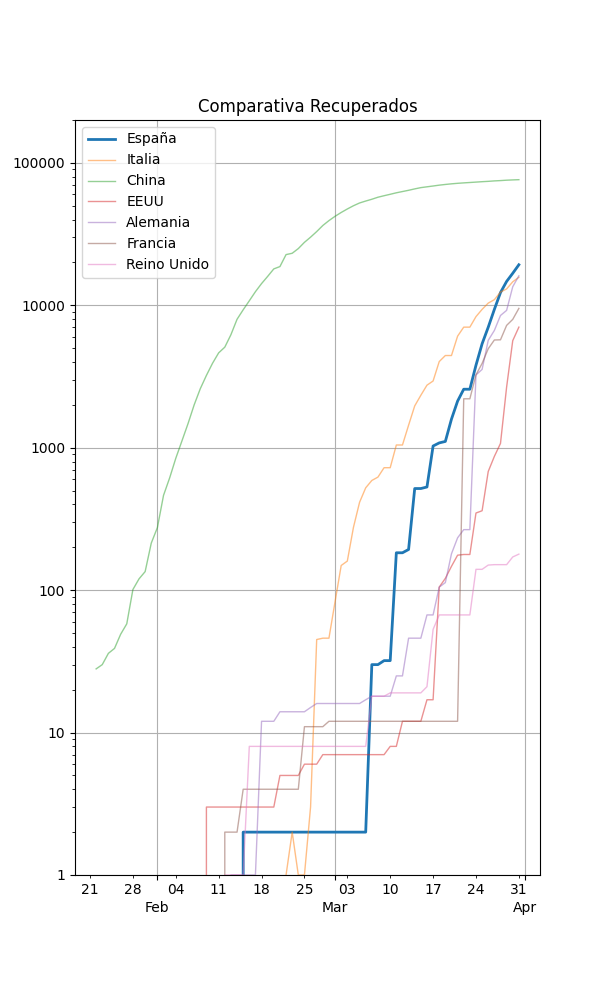 Comparativa Recuperados
España
Italia
China
EEUU
Alemania
Francia
Reino Unido
100000
10000
1000
100
10
1
21 28 04 11 18 25 03 10 17 24 31
Feb Mar Apr